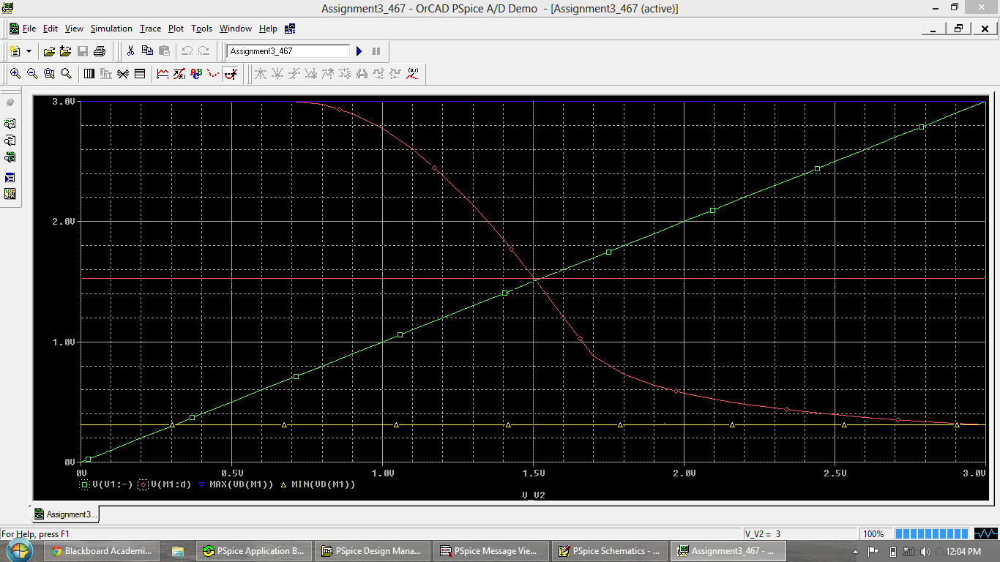 Assignment3_467 - OrCAD PSpice A/D Demo - [Assignment3_467 (active)]
File Edit View Simulation Trace Plot Tools Window Help
Assignment3_467
3.0V
2.0V
1.0V
0V
0V 0.5V 1.0V 1.5V 2.0V 2.5V 3.0V
V(V1:-) V(M1:d) MAX(VD(M1)) MIN(VD(M1))
V_V2
Assignment3...
For Help, press F1 V_V2 = 3 100%
Blackboard Academi... PSpice Application B... PSpice Design Mana... PSpice Message Vie... PSpice Schematics - ... Assignment3_467 - ... 12:04 PM